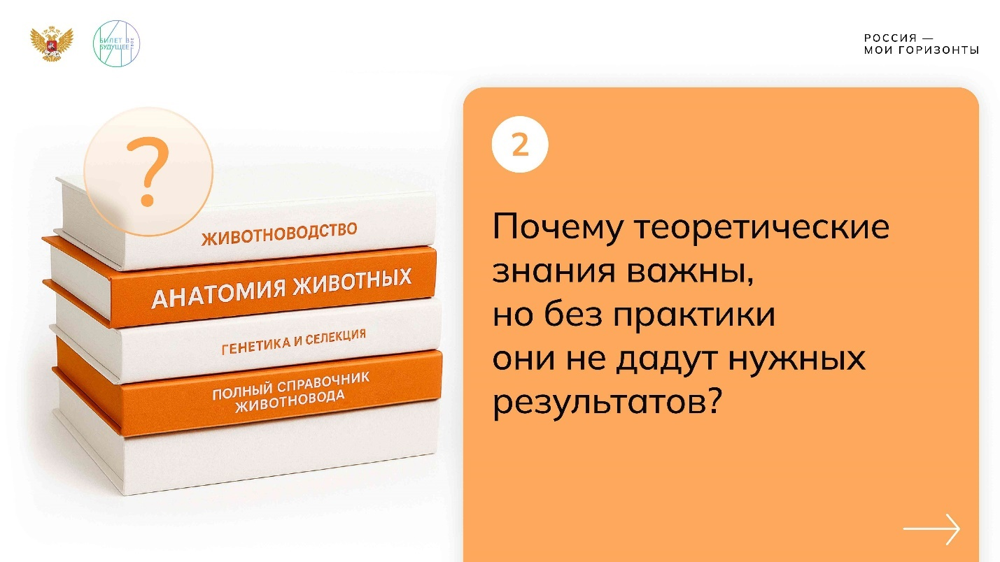 БИЛЕТ В
БУДУЩЕЕ
ТВОЁ
РОССИЯ —
МОИ ГОРИЗОНТЫ
?
ЖИВОТНОВОДСТВО
АНАТОМИЯ ЖИВОТНЫХ
ГЕНЕТИКА И СЕЛЕКЦИЯ
ПОЛНЫЙ СПРАВОЧНИК
ЖИВОТНОВОДА
2
Почему теоретические
знания важны,
но без практики
они не дадут нужных
результатов?